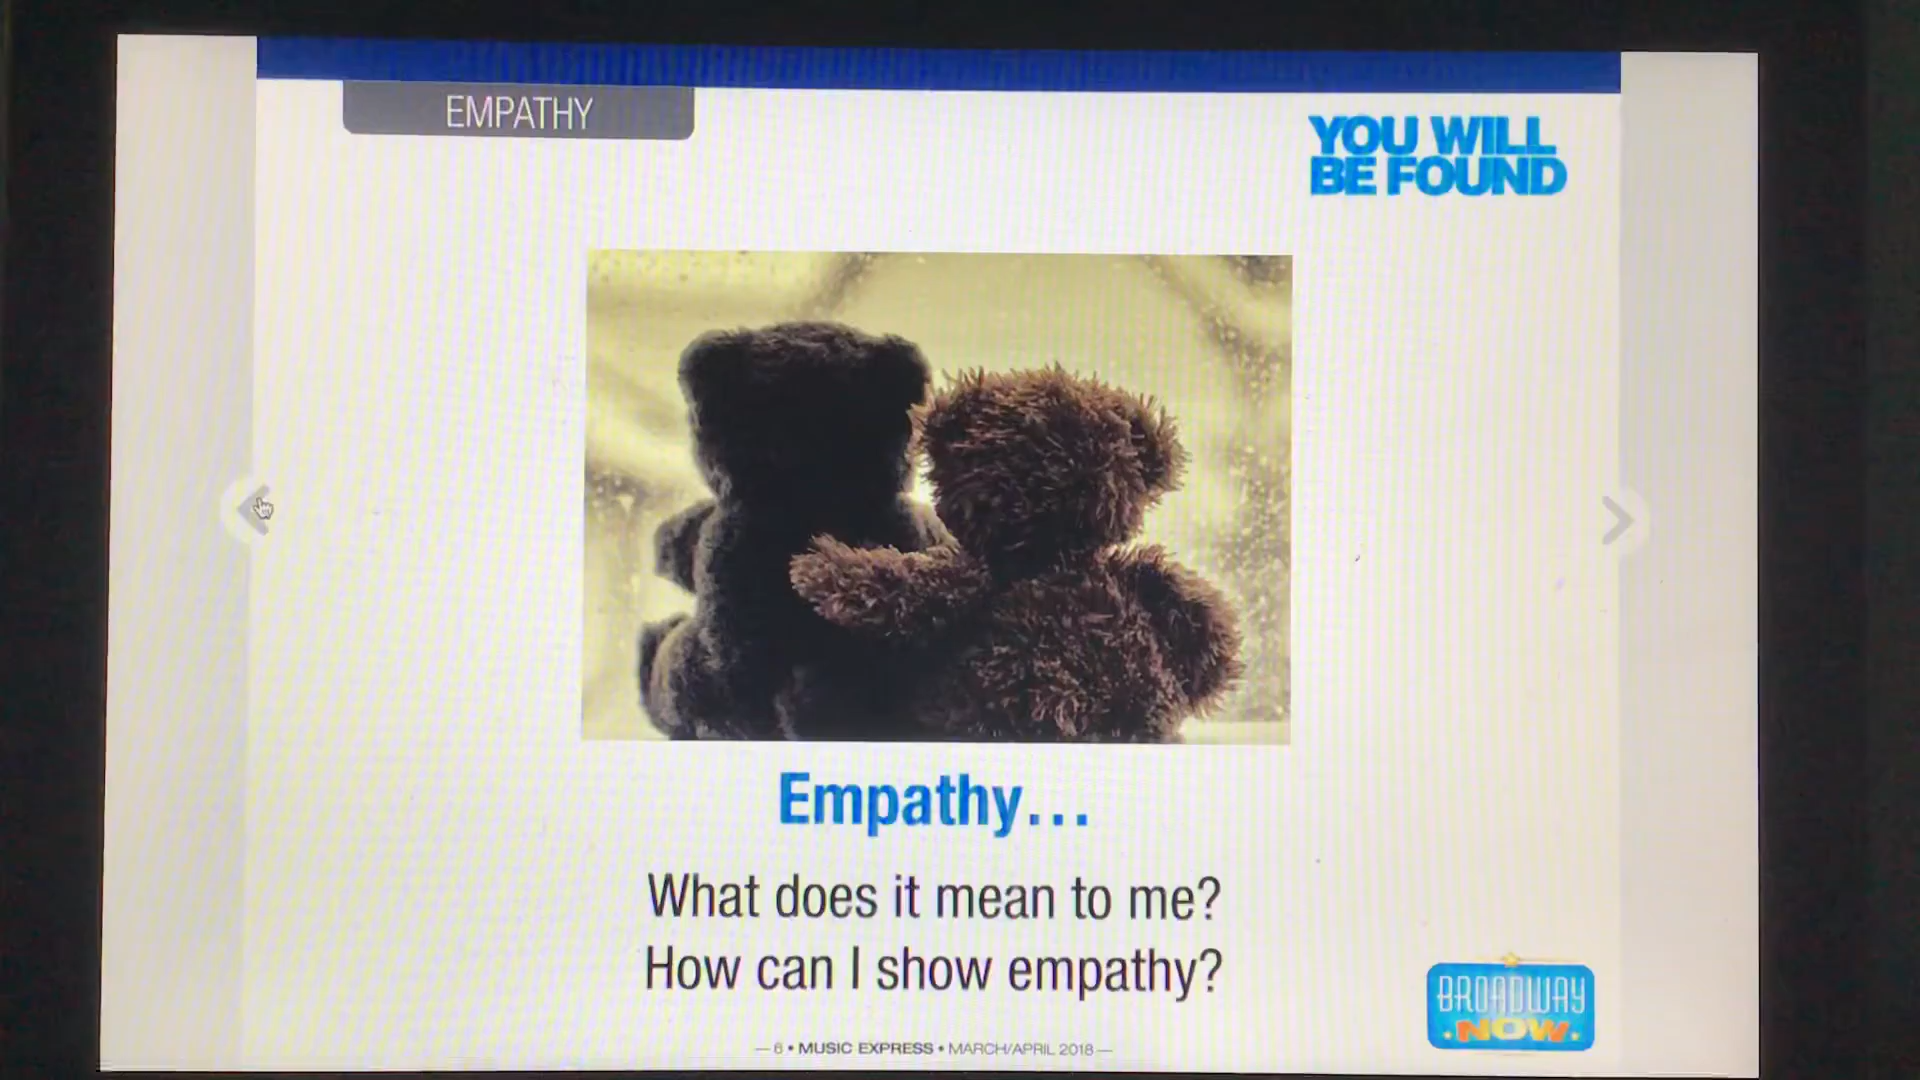 EMPATHY
YOU WILL
BE FOUND
Empathy...
What does it mean to me?
How can I show empathy?
BROADWAY
• NOW •
— 6 • MUSIC EXPRESS • MARCH/APRIL 2018 —